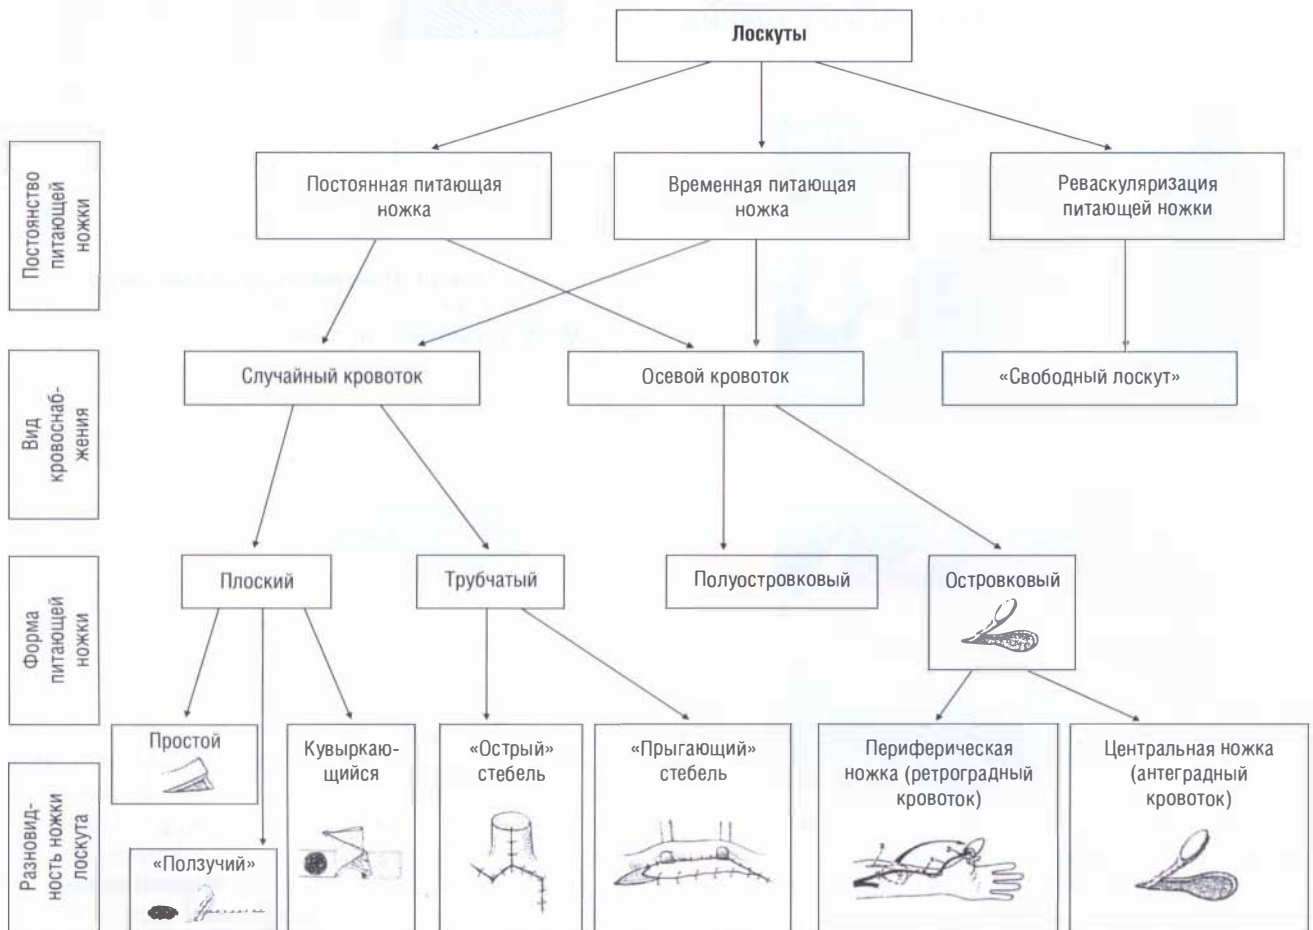 Лоскуты
Постоянство
питающей
ножки
Постоянная питающая
ножка
Временная питающая
ножка
Реваскуляризация
питающей ножки
Вид
кровоснаб-
жения
Случайный кровоток
Осевой кровоток
«Свободный лоскут»
Форма
питающей
ножки
Плоский
Трубчатый
Полуостровковый
Островковый
Разновид-
ность ножки
лоскута
Простой
«Ползучий»
Кувыркаю-
щийся
«Острый»
стебель
«Прыгающий»
стебель
Периферическая
ножка (ретроградный
кровоток)
Центральная ножка
(антеградный
кровоток)